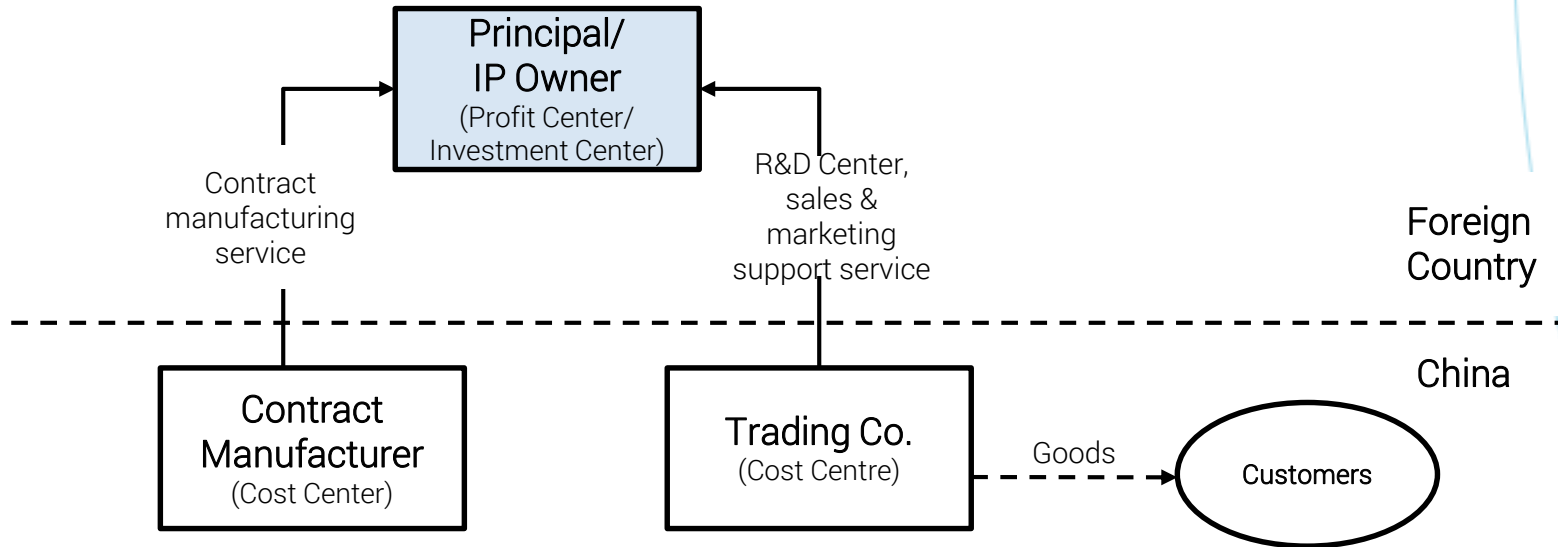 Principal/
IP Owner
(Profit Center/
Investment Center)
Contract
manufacturing
service
R&D Center,
sales &
marketing
support service
Foreign
Country
China
Contract
Manufacturer
(Cost Center)
Trading Co.
(Cost Centre)
Goods
Customers